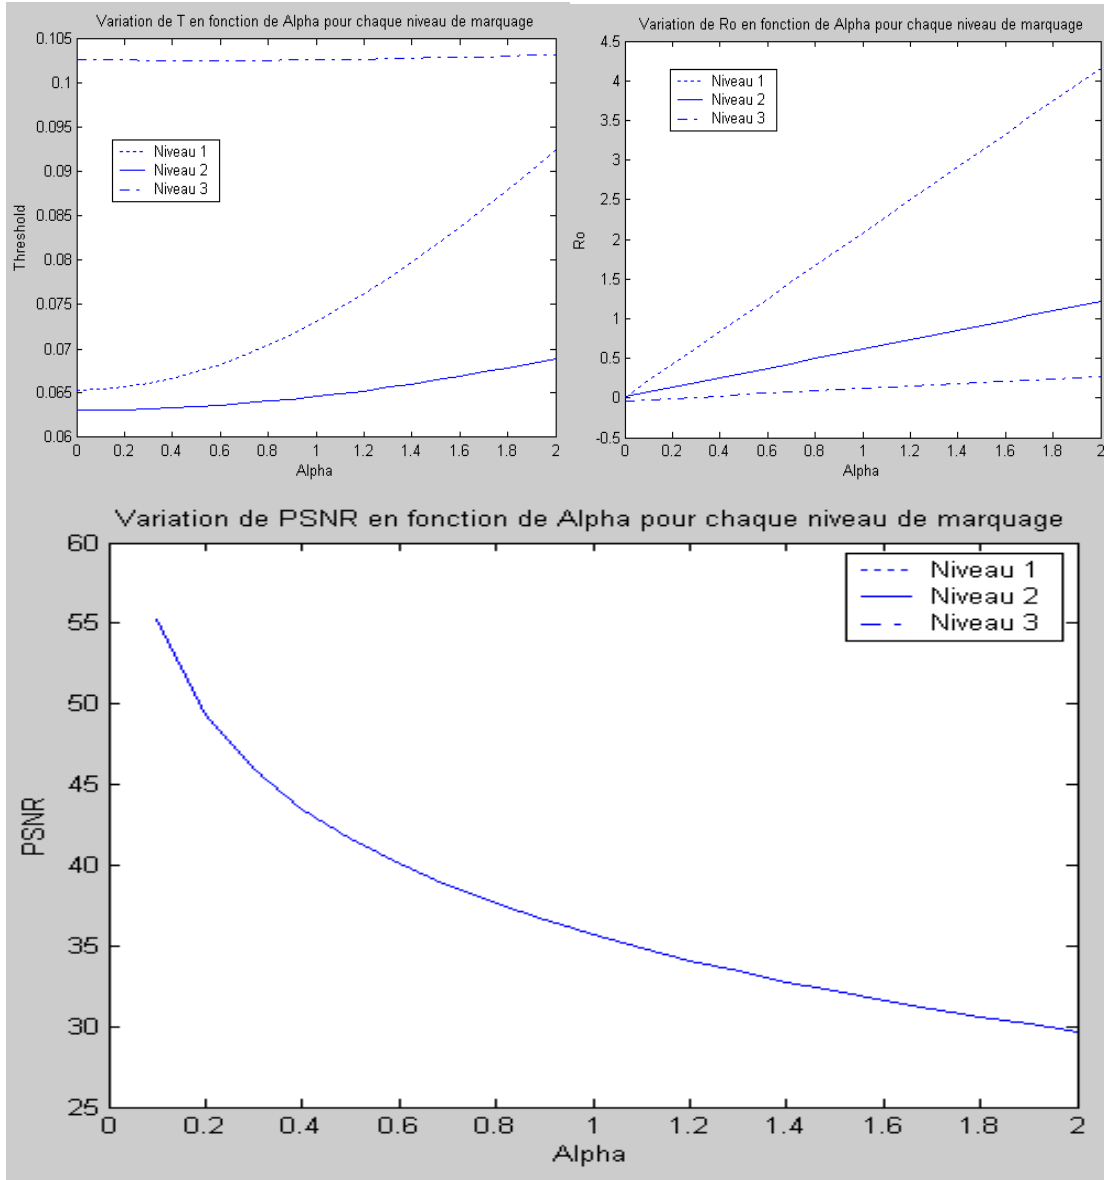 Variation de T en fonction de Alpha pour chaque niveau de marquage
0.105
0.1
0.095
0.09
0.085
0.08
0.075
0.07
0.065
0.06
Threshold
Niveau 1
Niveau 2
Niveau 3
0 0.2 0.4 0.6 0.8 1 1.2 1.4 1.6 1.8 2
Alpha
Variation de Ro en fonction de Alpha pour chaque niveau de marquage
4.5
4
3.5
3
2.5
2
1.5
1
0.5
0
-0.5
Ro
Niveau 1
Niveau 2
Niveau 3
0 0.2 0.4 0.6 0.8 1 1.2 1.4 1.6 1.8 2
Alpha
Variation de PSNR en fonction de Alpha pour chaque niveau de marquage
60
55
50
45
40
35
30
25
PSNR
Niveau 1
Niveau 2
Niveau 3
0 0.2 0.4 0.6 0.8 1 1.2 1.4 1.6 1.8 2
Alpha